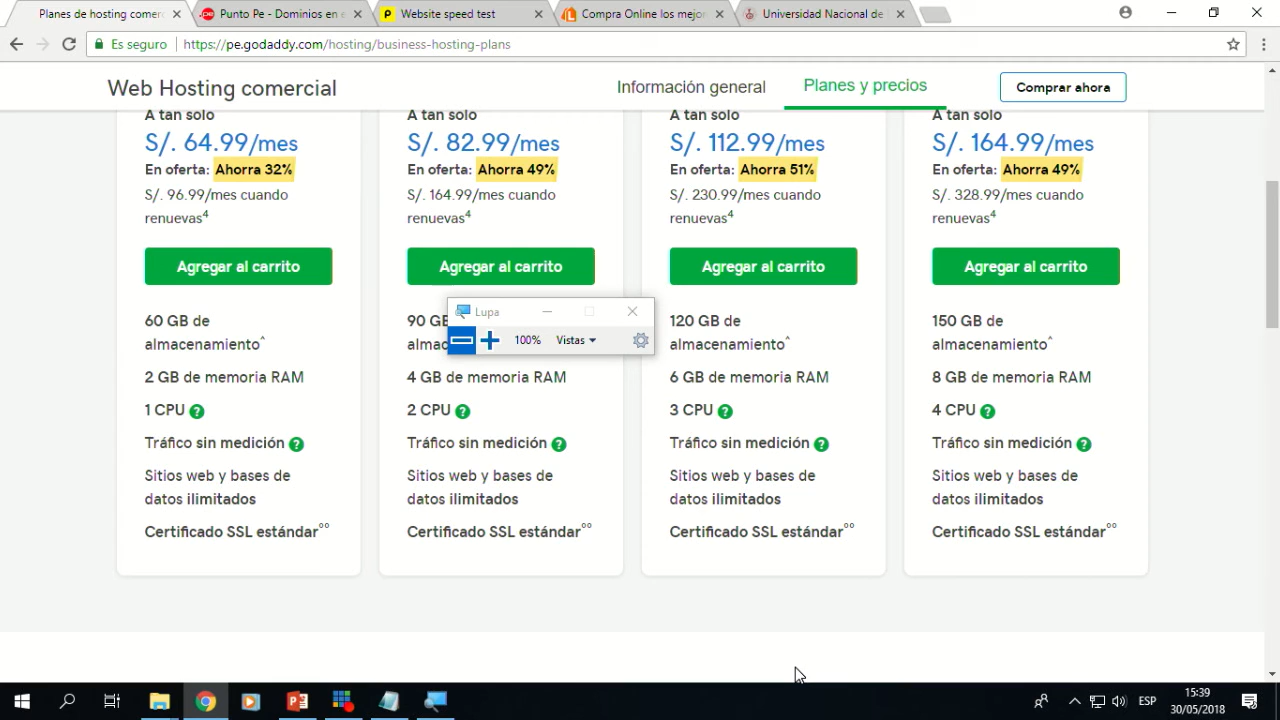 Planes de hosting comer
Punto Pe - Dominios en e
Website speed test
Compra Online los mejor
Universidad Nacional de
Es seguro
https://pe.godaddy.com/hosting/business-hosting-plans
Web Hosting comercial
Información general
Planes y precios
Comprar ahora
A tan solo
S/. 64.99/mes
En oferta: Ahorra 32%
S/. 96.99/mes cuando
renuevas4
Agregar al carrito
60 GB de
almacenamiento^
2 GB de memoria RAM
1 CPU ?
Tráfico sin medición ?
Sitios web y bases de
datos ilimitados
Certificado SSL estándar°°
A tan solo
S/. 82.99/mes
En oferta: Ahorra 49%
S/. 164.99/mes cuando
renuevas4
Agregar al carrito
90 GB
almac
4 GB de memoria RAM
2 CPU ?
Tráfico sin medición ?
Sitios web y bases de
datos ilimitados
Certificado SSL estándar°°
Lupa
100%
Vistas
A tan solo
S/. 112.99/mes
En oferta: Ahorra 51%
S/. 230.99/mes cuando
renuevas4
Agregar al carrito
120 GB de
almacenamiento^
6 GB de memoria RAM
3 CPU ?
Tráfico sin medición ?
Sitios web y bases de
datos ilimitados
Certificado SSL estándar°°
A tan solo
S/. 164.99/mes
En oferta: Ahorra 49%
S/. 328.99/mes cuando
renuevas4
Agregar al carrito
150 GB de
almacenamiento^
8 GB de memoria RAM
4 CPU ?
Tráfico sin medición ?
Sitios web y bases de
datos ilimitados
Certificado SSL estándar°°
ESP
15:39
30/05/2018